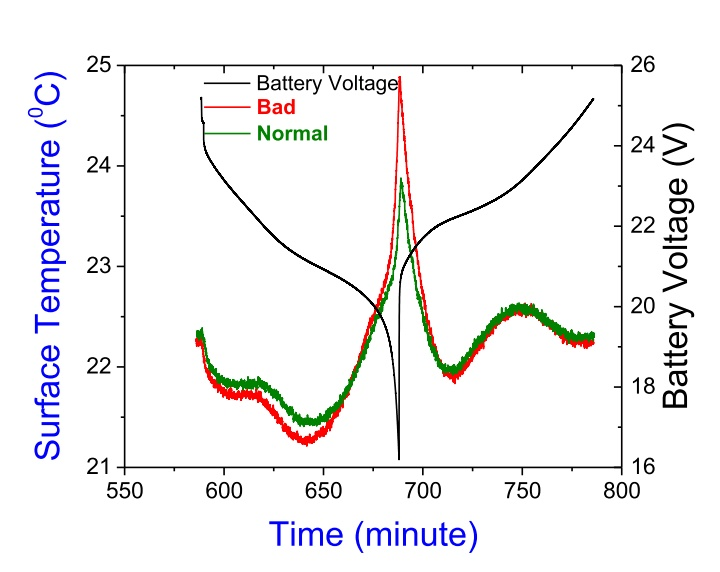 25
24
23
22
21
Surface Temperature (⁰C)
Battery Voltage
Bad
Normal
26
24
22
20
18
16
Battery Voltage (V)
550 600 650 700 750 800
Time (minute)